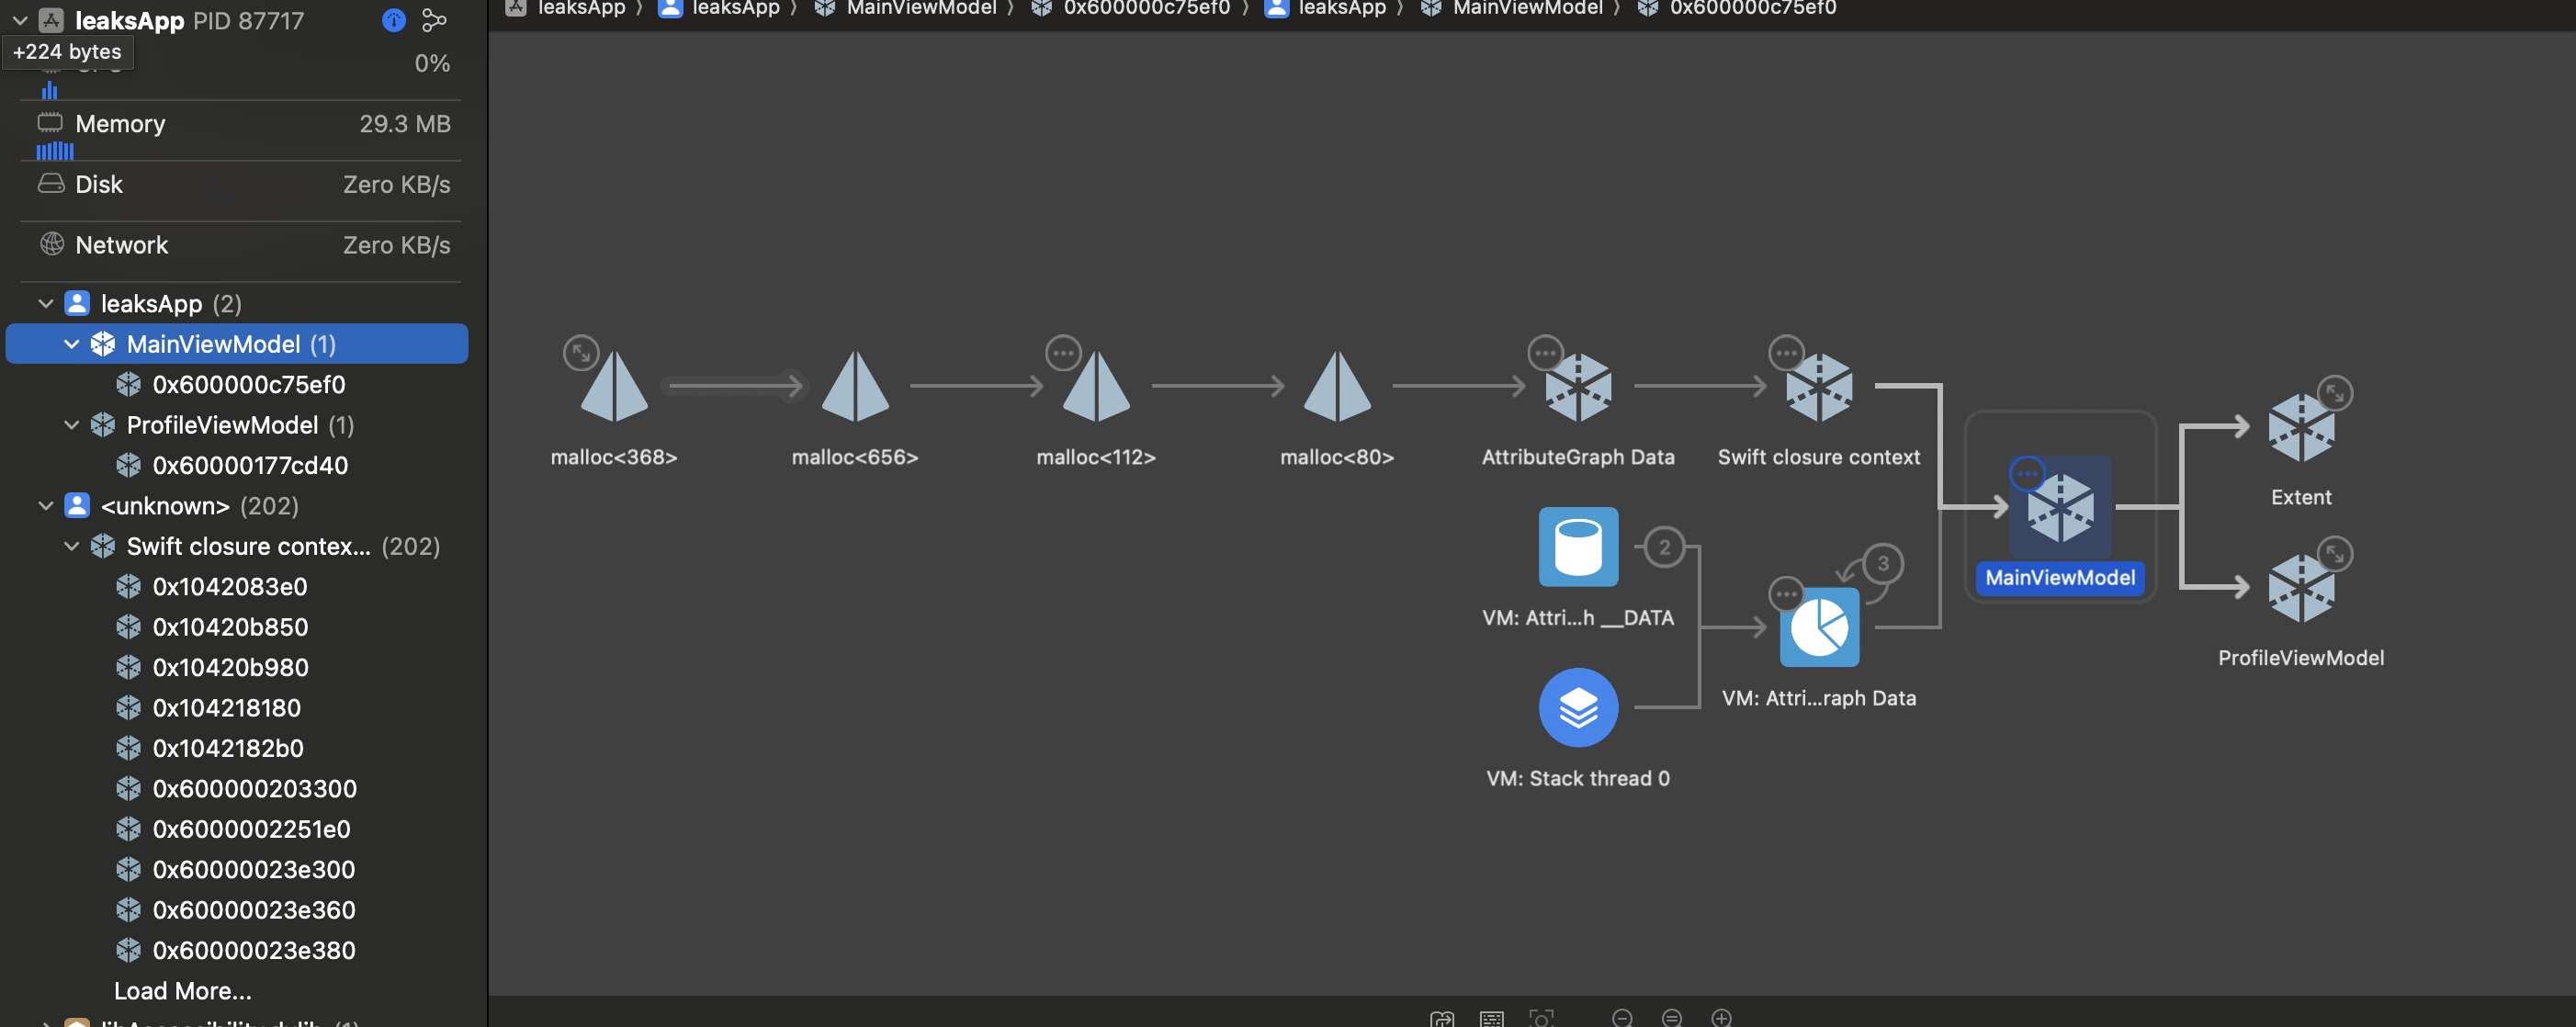 leaksApp PID 87717
+224 bytes
0%
Memory 29.3 MB
Disk Zero KB/s
Network Zero KB/s
leaksApp (2)
MainViewModel (1)
0x600000c75ef0
ProfileViewModel (1)
0x60000177cd40
<unknown> (202)
Swift closure contex... (202)
0x1042083e0
0x10420b850
0x10420b980
0x104218180
0x1042182b0
0x600000203300
0x6000002251e0
0x60000023e300
0x60000023e360
0x60000023e380
Load More...
leaksApp 〉 leaksApp 〉 MainViewModel 〉 0x600000c75ef0 〉 leaksApp 〉 MainViewModel 〉 0x600000c75ef0
malloc<368>
malloc<656>
malloc<112>
malloc<80>
AttributeGraph Data
Swift closure context
MainViewModel
Extent
ProfileViewModel
2
VM: Attri...h __DATA
3
VM: Attri...raph Data
VM: Stack thread 0